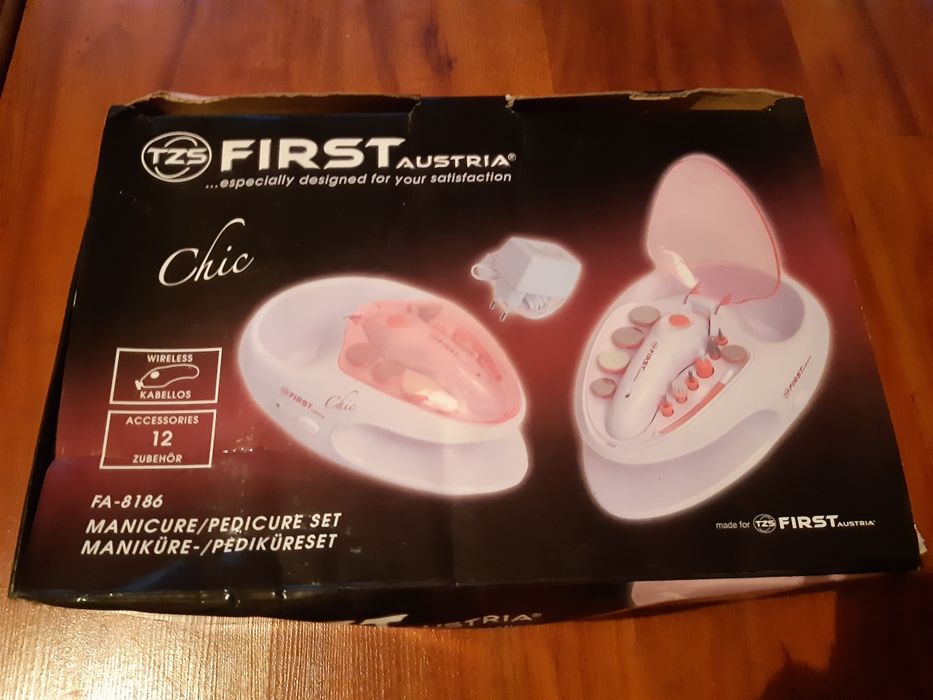 TZS FIRST AUSTRIA®
...especially designed for your satisfaction
Chic
WIRELESS
KABELLOS
ACCESSORIES
12
ZUBEHÖR
FA-8186
MANICURE/PEDICURE SET
MANIKÜRE-/PEDIKÜRESET
FIRST
Chic
FIRST
FIRST
made for TZS FIRST AUSTRIA®
AUSTRIA®